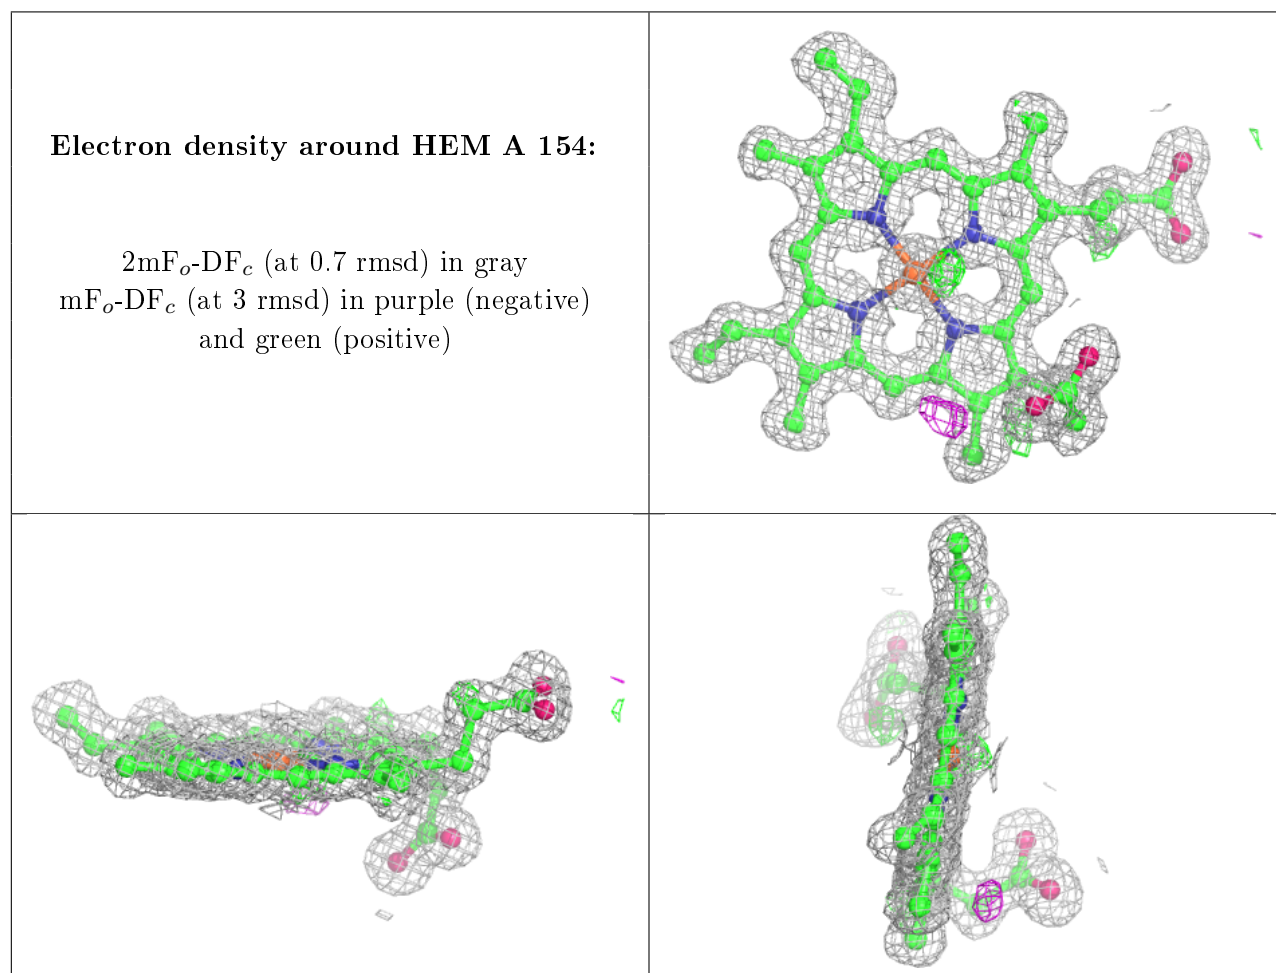 Electron density around HEM A 154:
2mFₒ-DF𝒸 (at 0.7 rmsd) in gray
mFₒ-DF𝒸 (at 3 rmsd) in purple (negative)
and green (positive)